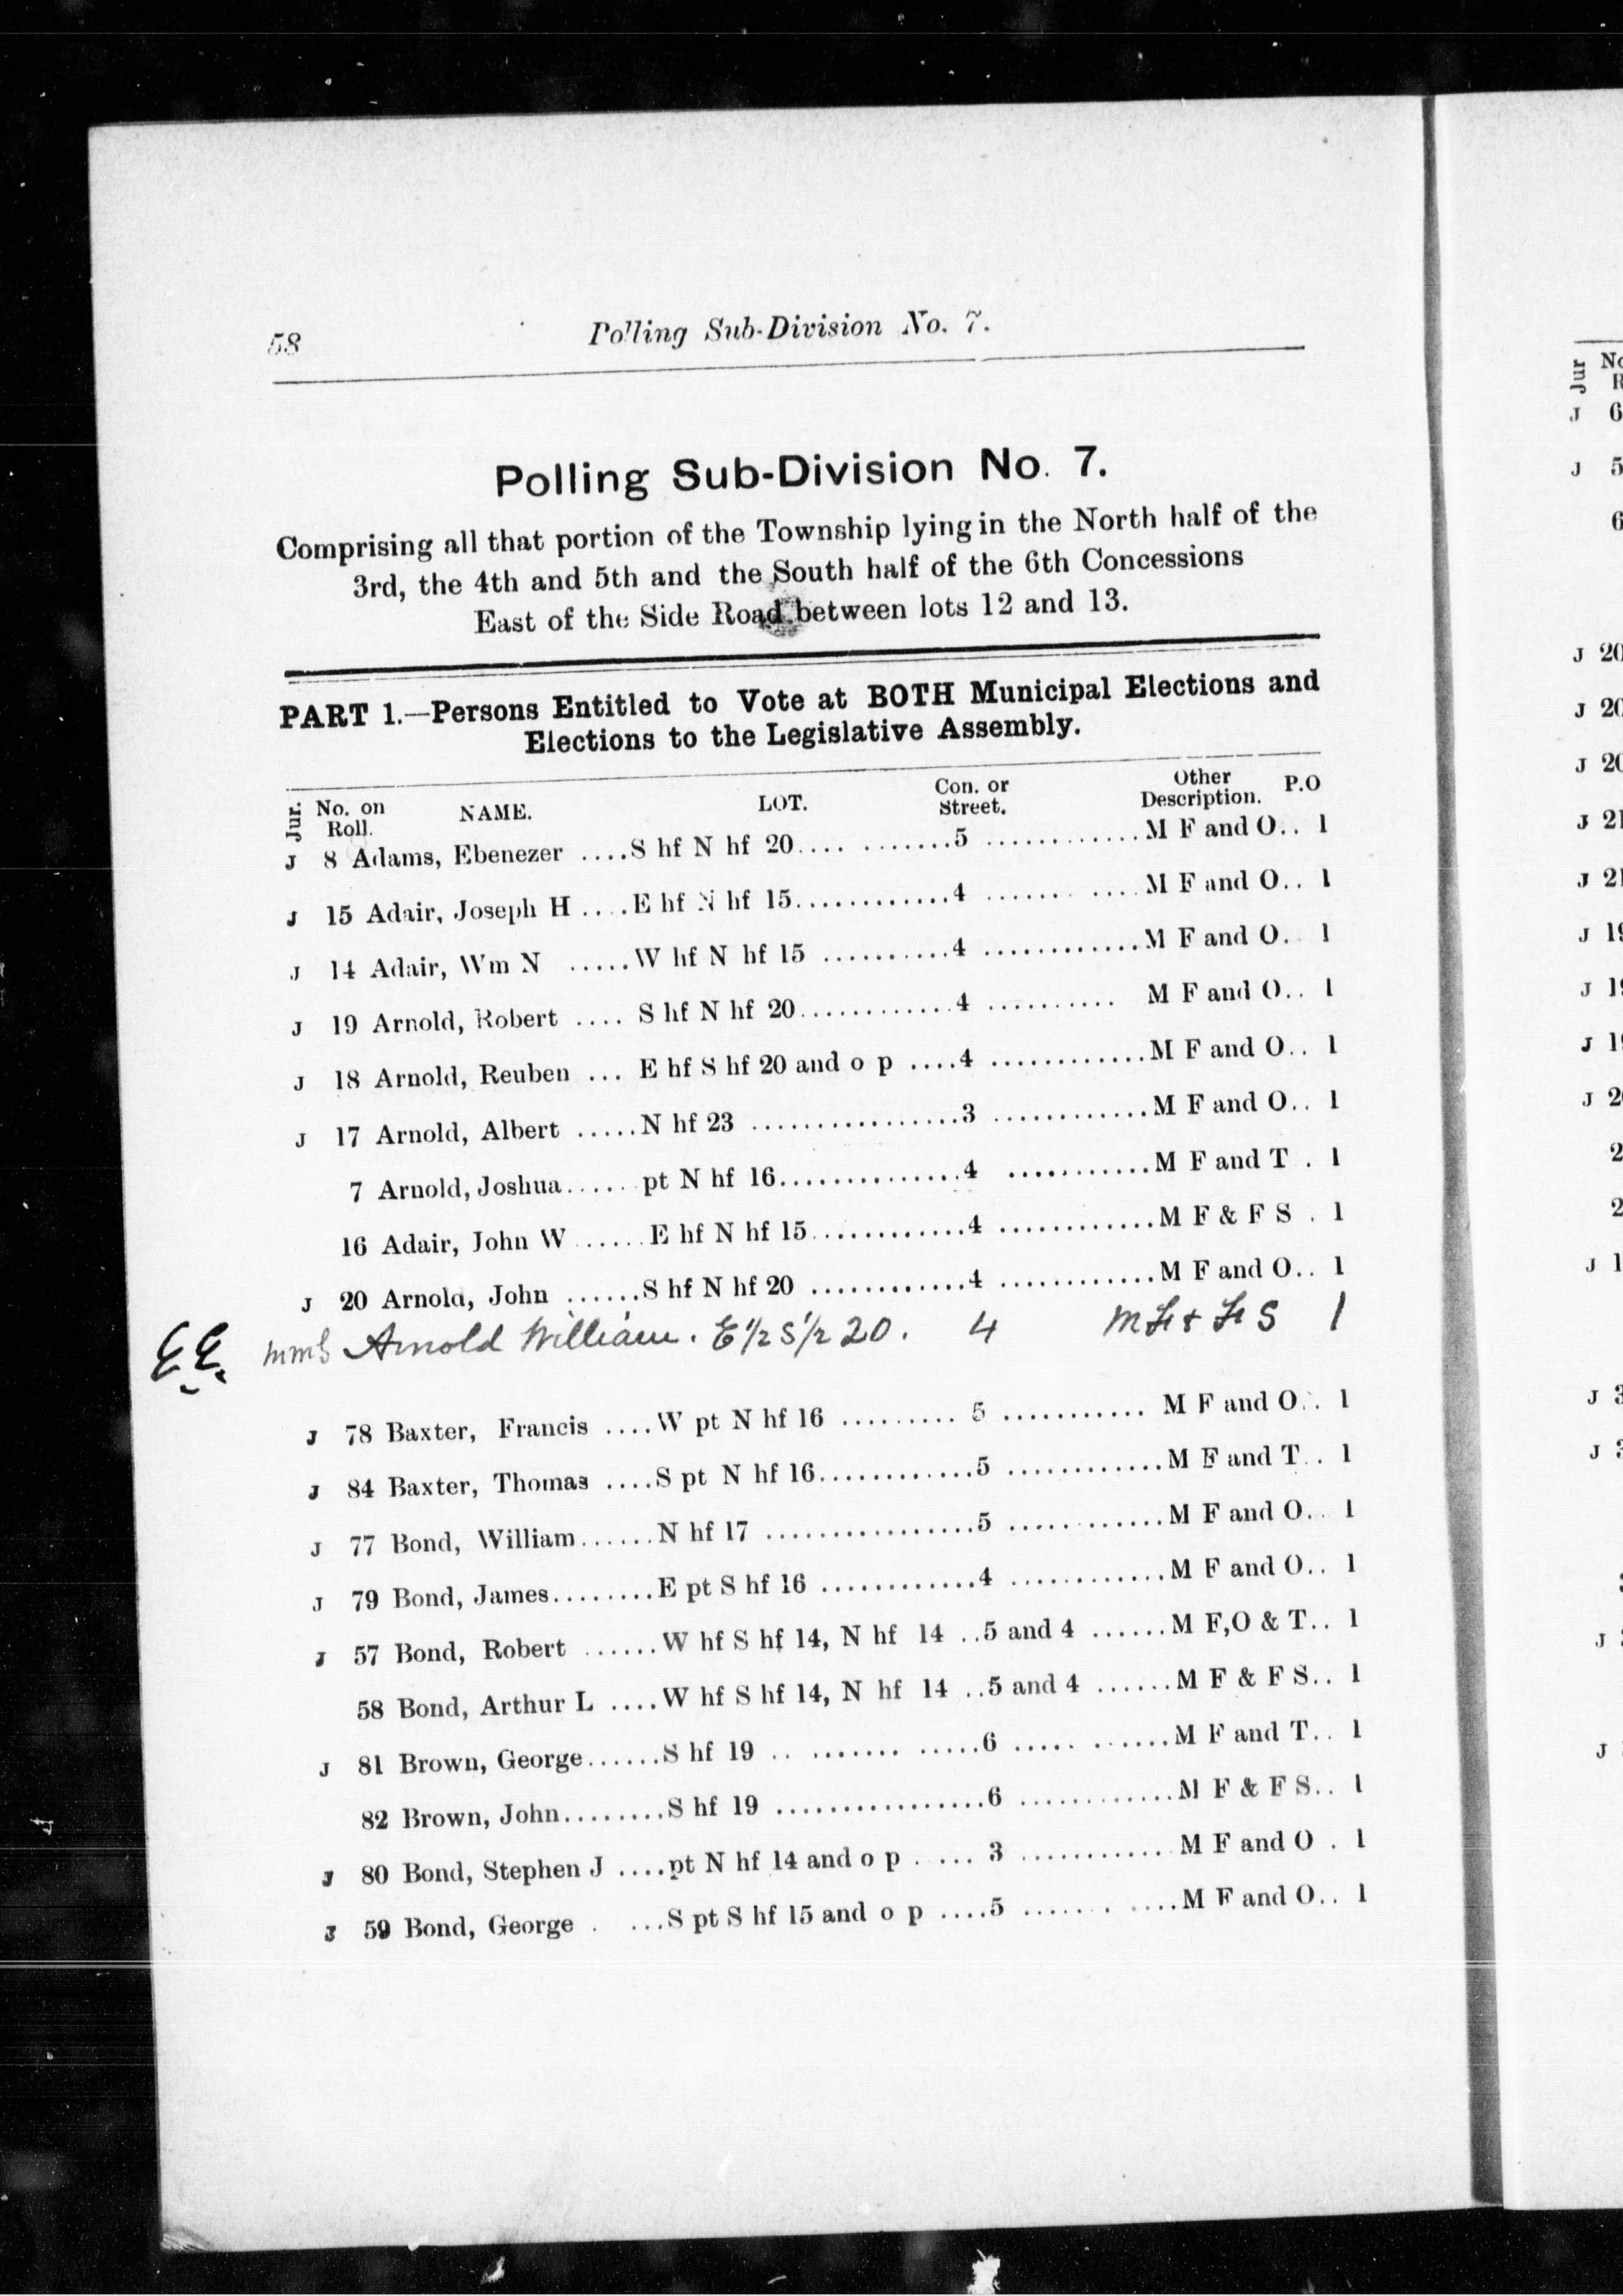 58 Polling Sub-Division No. 7.
Polling Sub-Division No. 7.
Comprising all that portion of the Township lying in the North half of the
3rd, the 4th and 5th and the South half of the 6th Concessions
East of the Side Road between lots 12 and 13.
PART 1.—Persons Entitled to Vote at BOTH Municipal Elections and
Elections to the Legislative Assembly.
Jur. No. on Roll. NAME. LOT. Con. or Street. Other Description. P.O
J 8 Adams, Ebenezer ....S hf N hf 20.... ........5 ............M F and O.. 1
J 15 Adair, Joseph H ....E hf N hf 15............4 ....... ....M F and O.. 1
J 14 Adair, Wm N .....W hf N hf 15 ..........4 ............M F and O.. 1
J 19 Arnold, Robert .... S hf N hf 20............4 .......... M F and O.. 1
J 18 Arnold, Reuben ... E hf S hf 20 and o p ....4 ............M F and O.. 1
J 17 Arnold, Albert .....N hf 23 ................3 ............M F and O.. 1
7 Arnold, Joshua......pt N hf 16..............4 ...........M F and T . 1
16 Adair, John W ......E hf N hf 15............4 ............M F & F S . 1
J 20 Arnold, John ......S hf N hf 20 ............4 ............M F and O.. 1
E.E. Arnold William. E 1/2 S 1/2 20. 4 M F & F S 1
J 78 Baxter, Francis ....W pt N hf 16 ......... 5 ........... M F and O.. 1
J 84 Baxter, Thomas ....S pt N hf 16............5 ............M F and T.. 1
J 77 Bond, William......N hf 17 ................5 ............M F and O.. 1
J 79 Bond, James........E pt S hf 16 ............4 ............M F and O.. 1
J 57 Bond, Robert ......W hf S hf 14, N hf 14 ..5 and 4 ......M F,O & T.. 1
58 Bond, Arthur L ....W hf S hf 14, N hf 14 ..5 and 4 ......M F & F S.. 1
J 81 Brown, George......S hf 19 .. ....... .....6 ..... ......M F and T.. 1
82 Brown, John........S hf 19 ................6 ............M F & F S.. 1
J 80 Bond, Stephen J ....pt N hf 14 and o p ..... 3 ............M F and O . 1
J 59 Bond, George . ...S pt S hf 15 and o p ....5 ....... ....M F and O.. 1